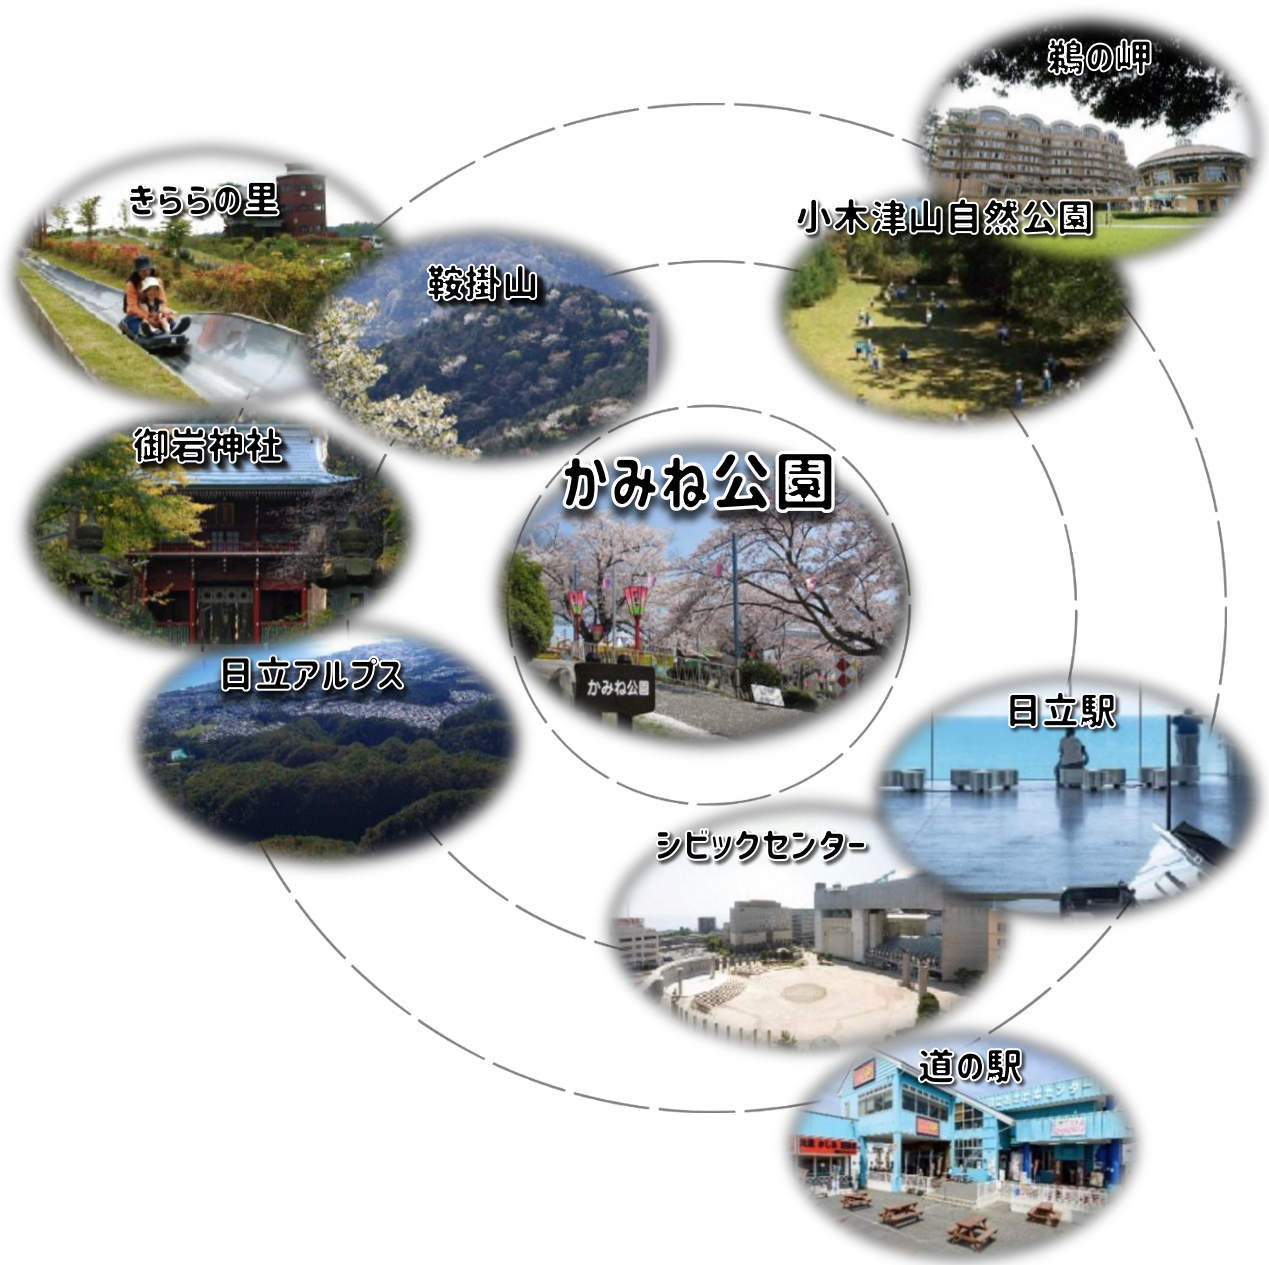 鵜の岬
きららの里
小木津山自然公園
鞍掛山
御岩神社
かみね公園
かみね公園
日立アルプス
日立駅
シビックセンター
道の駅